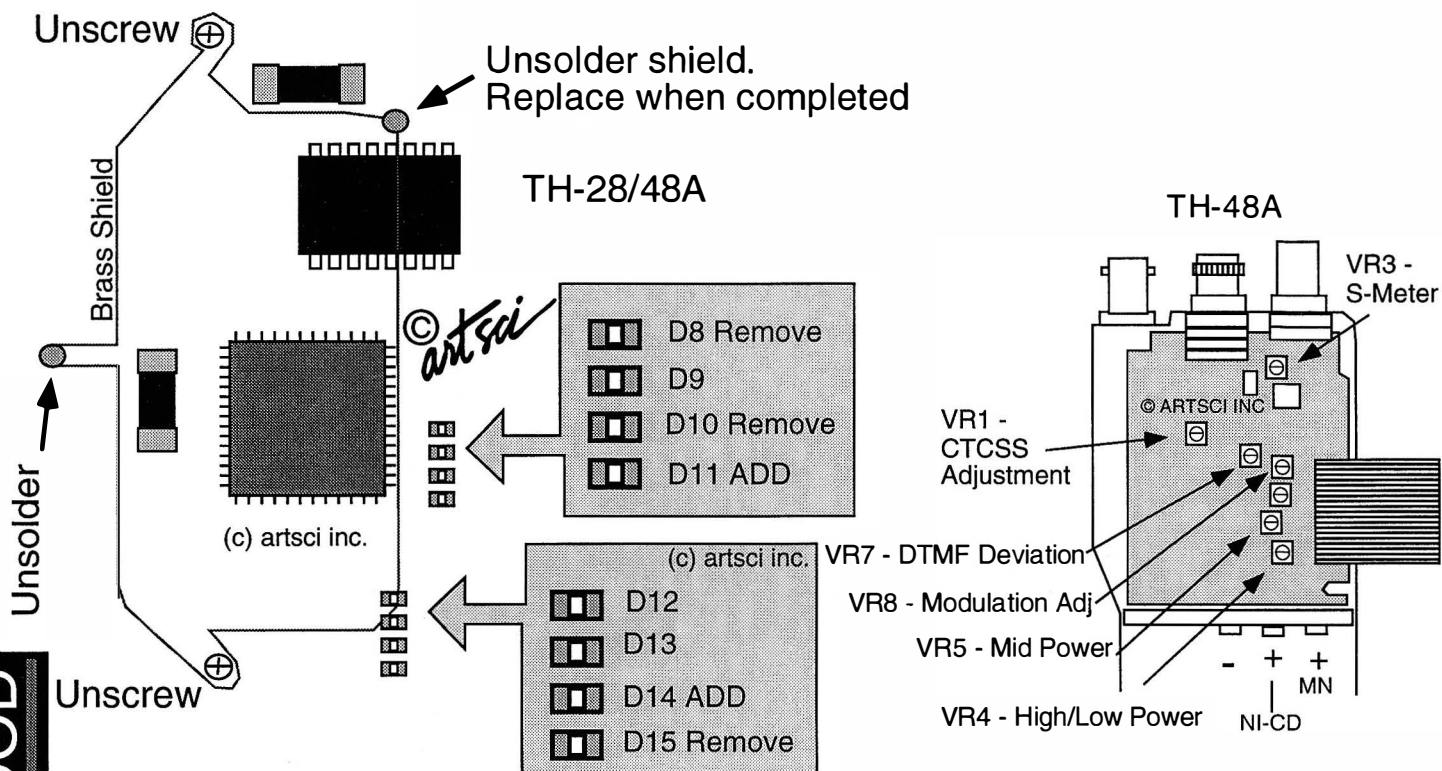 Unscrew
Unsolder shield.
Replace when completed
Brass Shield
TH-28/48A
© artsci
D8 Remove
D9
D10 Remove
D11 ADD
Unsolder
(c) artsci inc.
(c) artsci inc.
D12
D13
D14 ADD
D15 Remove
Unscrew
TH-48A
VR3 -
S-Meter
© ARTSCI INC
VR1 -
CTCSS
Adjustment
VR7 - DTMF Deviation
VR8 - Modulation Adj
VR5 - Mid Power
VR4 - High/Low Power
- + +
MN
NI-CD